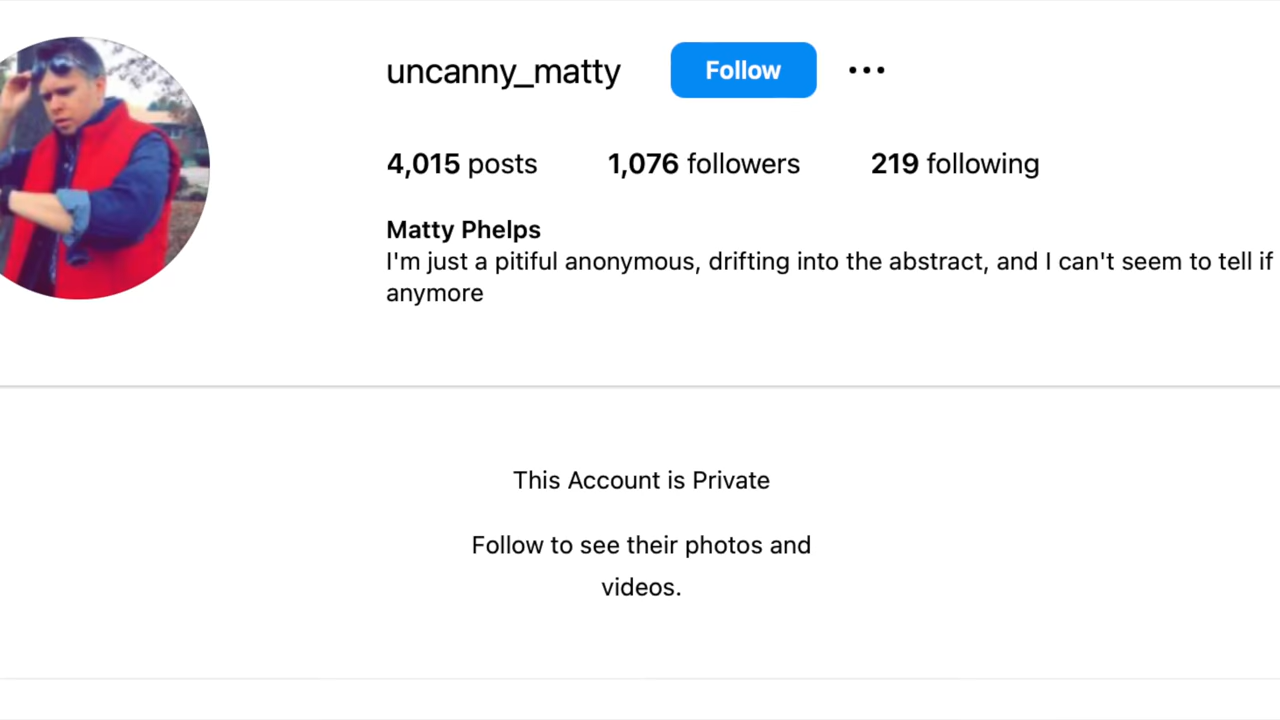 uncanny_matty Follow
4,015 posts 1,076 followers 219 following
Matty Phelps
I'm just a pitiful anonymous, drifting into the abstract, and I can't seem to tell if
anymore
This Account is Private
Follow to see their photos and
videos.